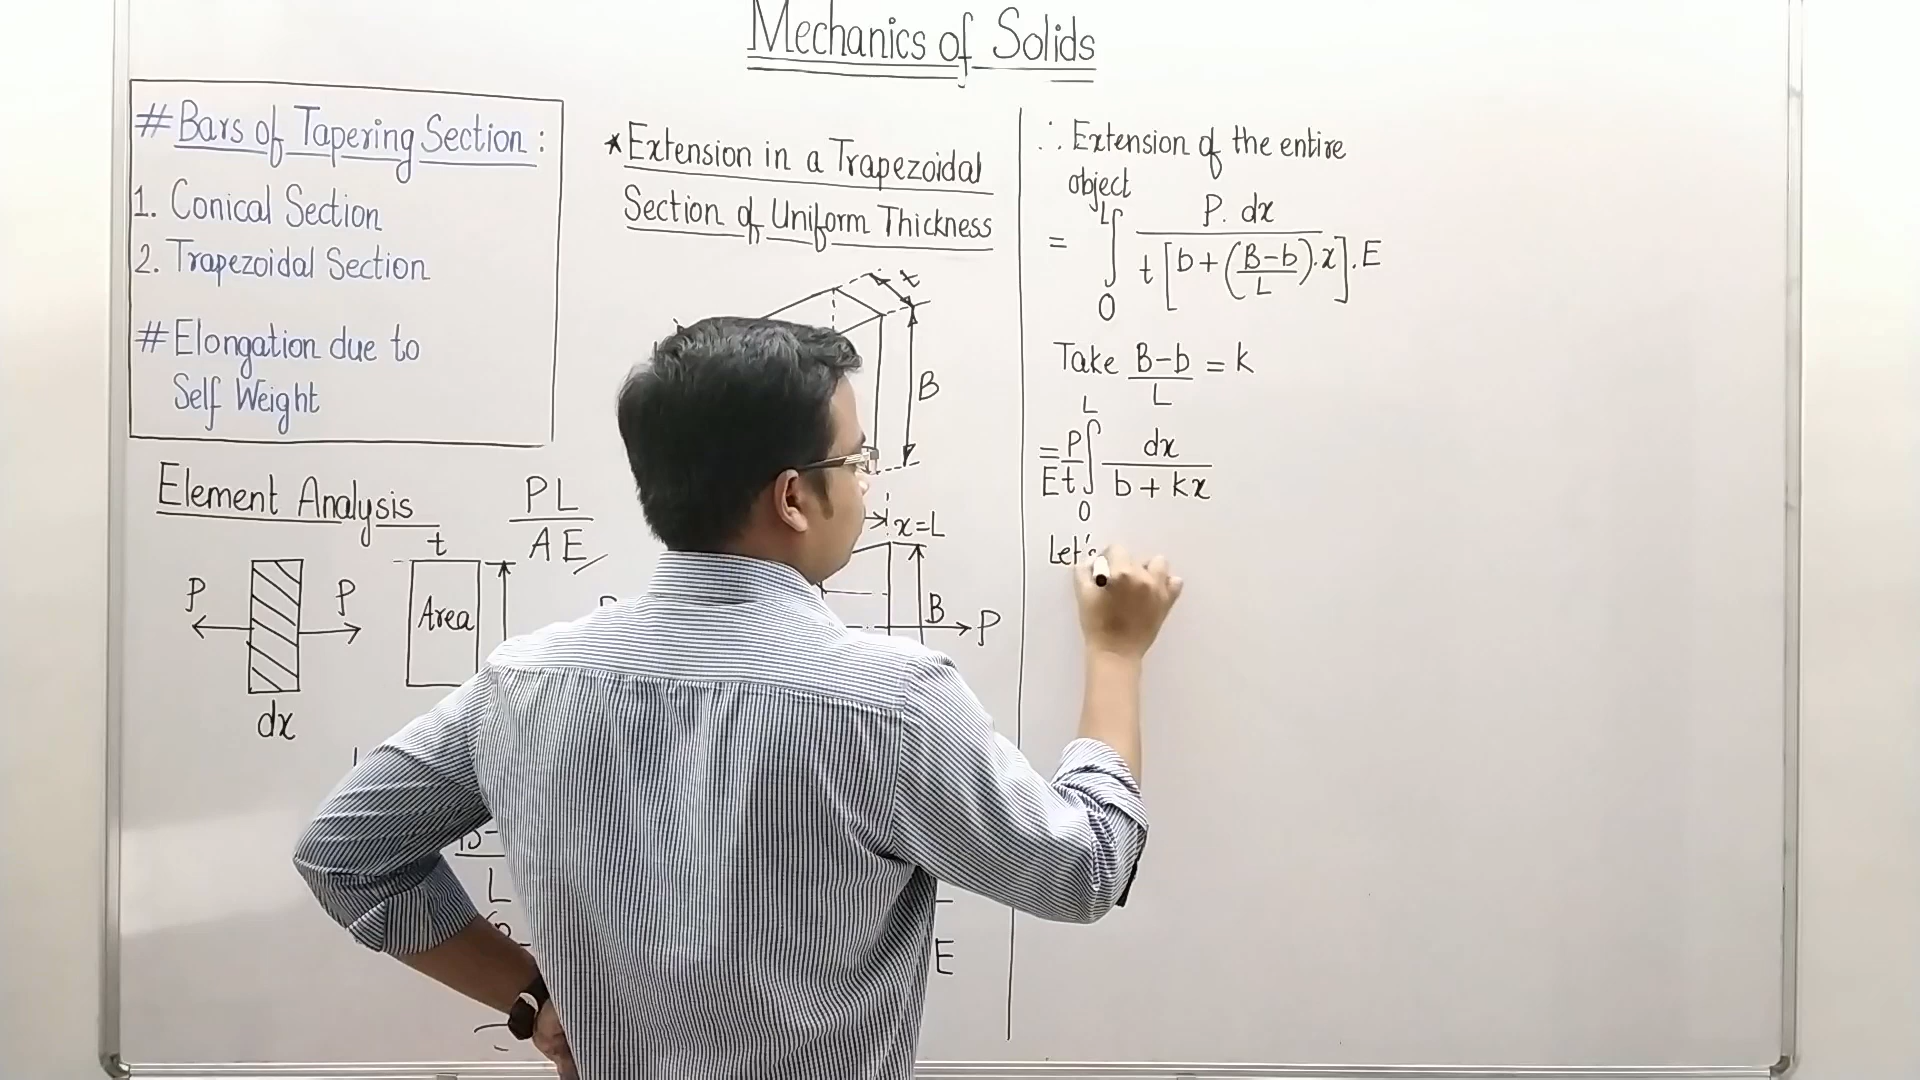 Mechanics of Solids
# Bars of Tapering Section :
1. Conical Section
2. Trapezoidal Section
# Elongation due to
Self Weight
Element Analysis
PL
AE
t
P
P
Area
dx
L
*Extension in a Trapezoidal
Section of Uniform Thickness
t
B
x=L
B
P
E
∴ Extension of the entire
object
= ∫₀ᴸ P. dx / t[b+(B-b/L).x].E
Take B-b/L = k
= P/Et ∫₀ᴸ dx / b + kx
Let's